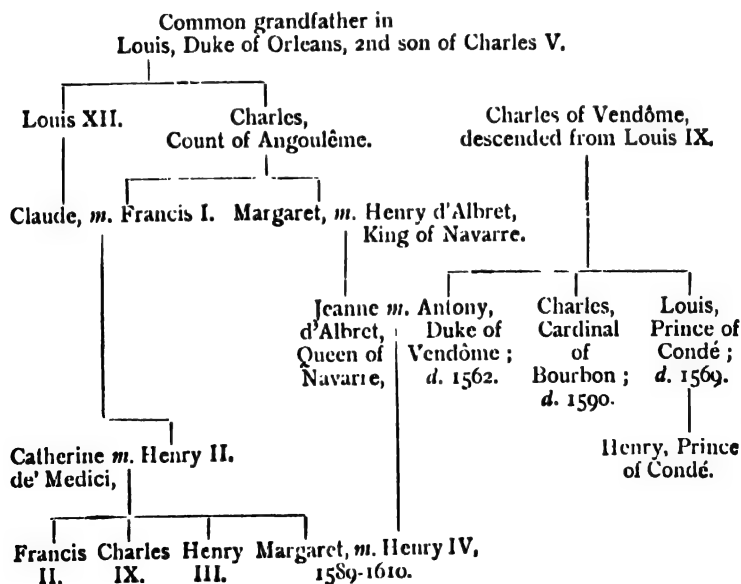 Common grandfather in
Louis, Duke of Orleans, 2nd son of Charles V.
Louis XII.
Charles,
Count of Angoulême.
Charles of Vendôme,
descended from Louis IX.
Claude, m. Francis I.
Margaret, m. Henry d'Albret,
King of Navarre.
Jeanne m. Antony,
d'Albret, Duke of
Queen of Vendôme ;
Navarre, d. 1562.
Charles,
Cardinal
of
Bourbon ;
d. 1590.
Louis,
Prince of
Condé ;
d. 1569.
Henry, Prince
of Condé.
Catherine m. Henry II.
de' Medici,
Francis
II.
Charles
IX.
Henry
III.
Margaret, m. Henry IV,
1589-1610.